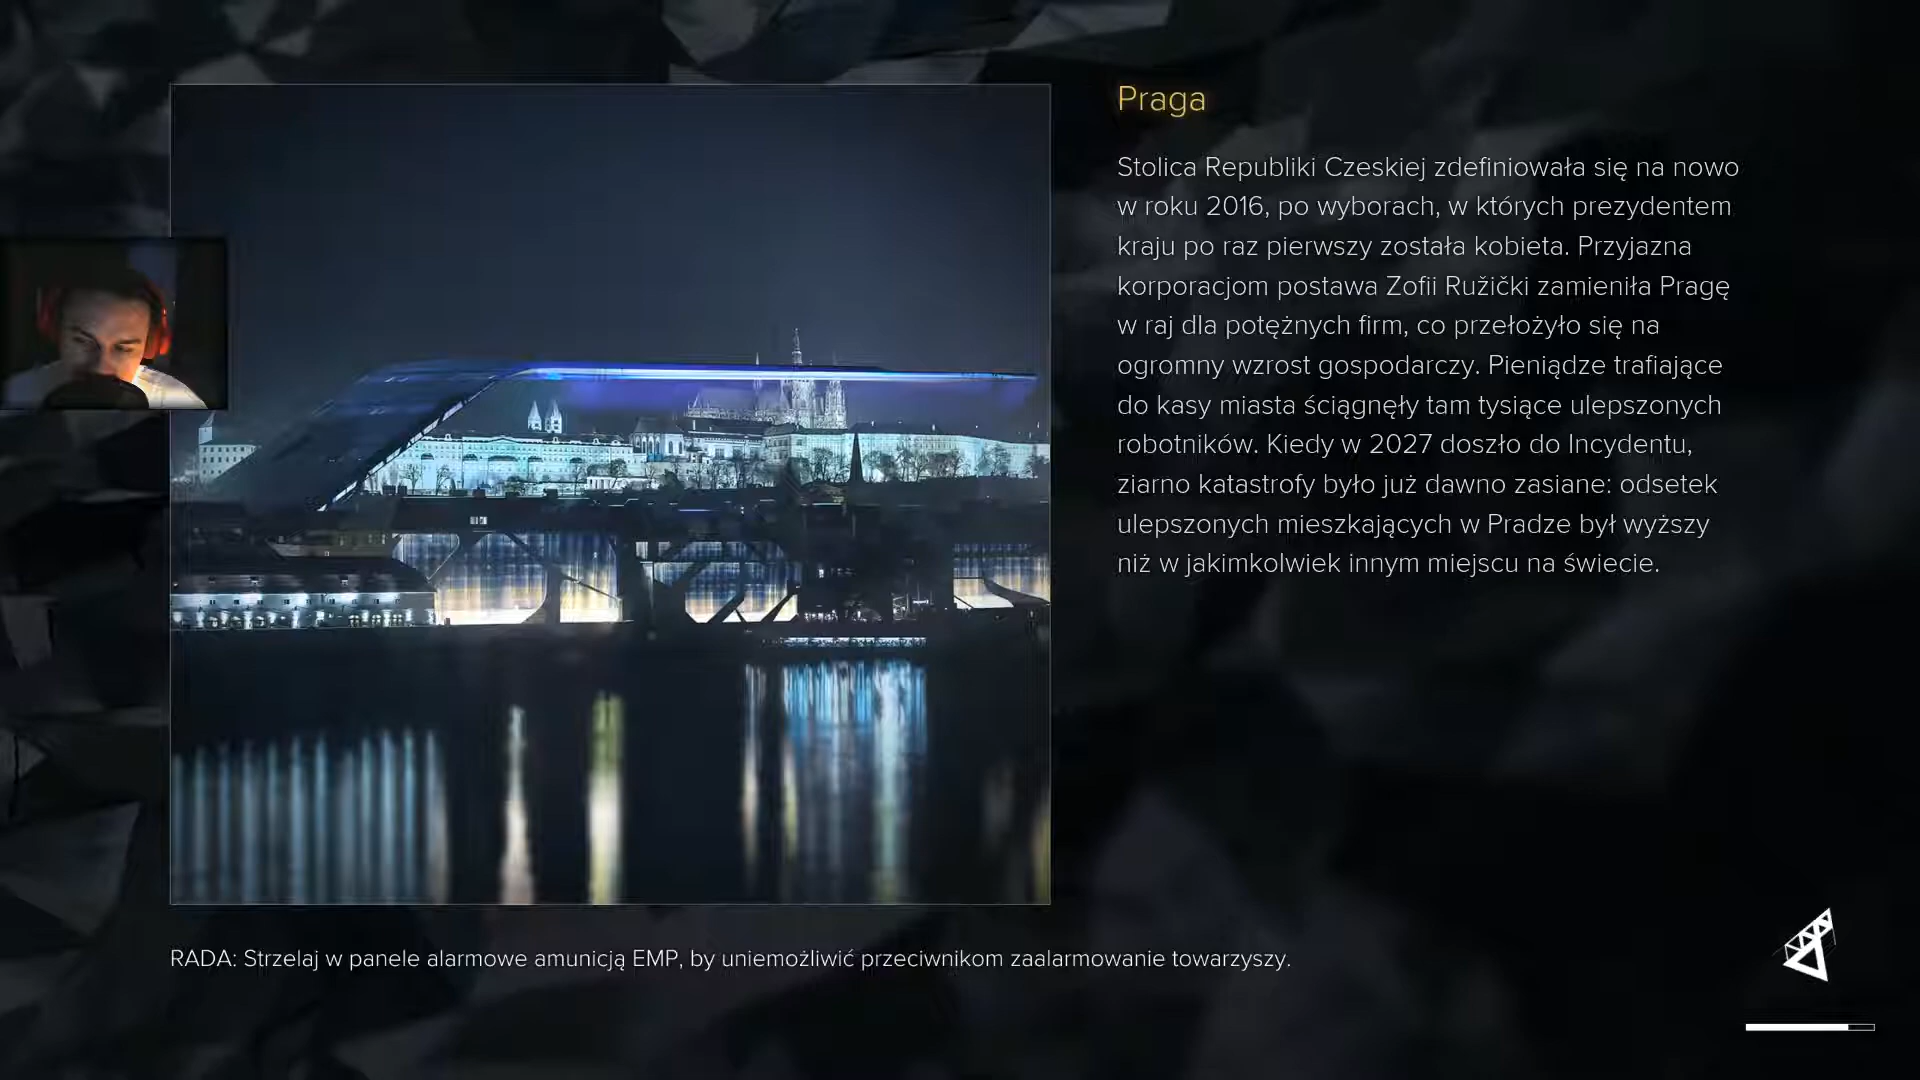 Praga
Stolica Republiki Czeskiej zdefiniowała się na nowo
w roku 2016, po wyborach, w których prezydentem
kraju po raz pierwszy została kobieta. Przyjazna
korporacjom postawa Zofii Ružički zamieniła Pragę
w raj dla potężnych firm, co przełożyło się na
ogromny wzrost gospodarczy. Pieniądze trafiające
do kasy miasta ściągnęły tam tysiące ulepszonych
robotników. Kiedy w 2027 doszło do Incydentu,
ziarno katastrofy było już dawno zasiane: odsetek
ulepszonych mieszkających w Pradze był wyższy
niż w jakimkolwiek innym miejscu na świecie.
RADA: Strzelaj w panele alarmowe amunicją EMP, by uniemożliwić przeciwnikom zaalarmowanie towarzyszy.